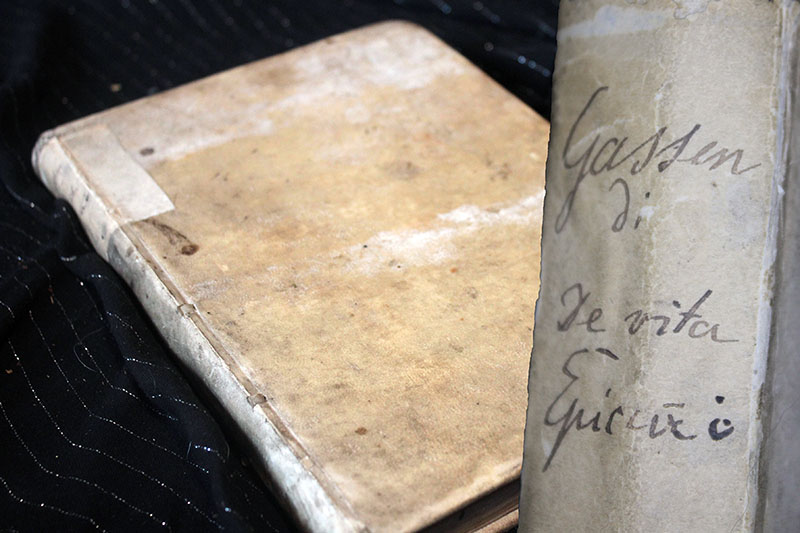 Gassen
di
De vita
Epicuri